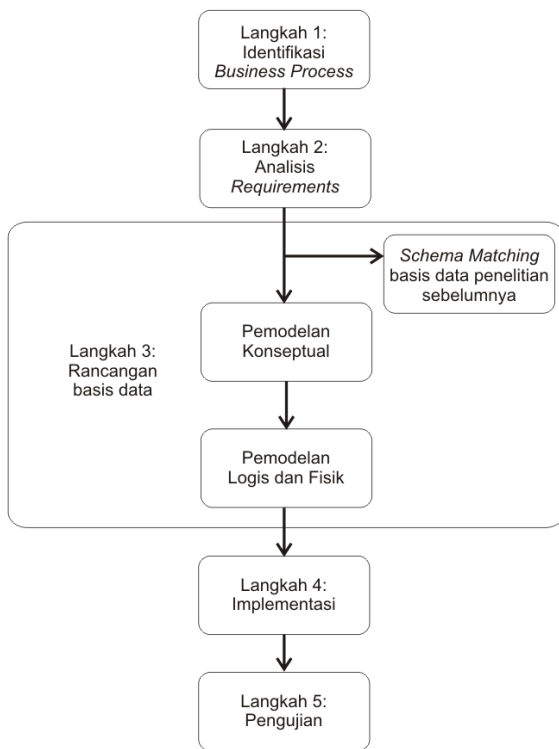 Langkah 1:
Identifikasi
Business Process
Langkah 2:
Analisis
Requirements
Schema Matching
basis data penelitian
sebelumnya
Langkah 3:
Rancangan
basis data
Pemodelan
Konseptual
Pemodelan
Logis dan Fisik
Langkah 4:
Implementasi
Langkah 5:
Pengujian